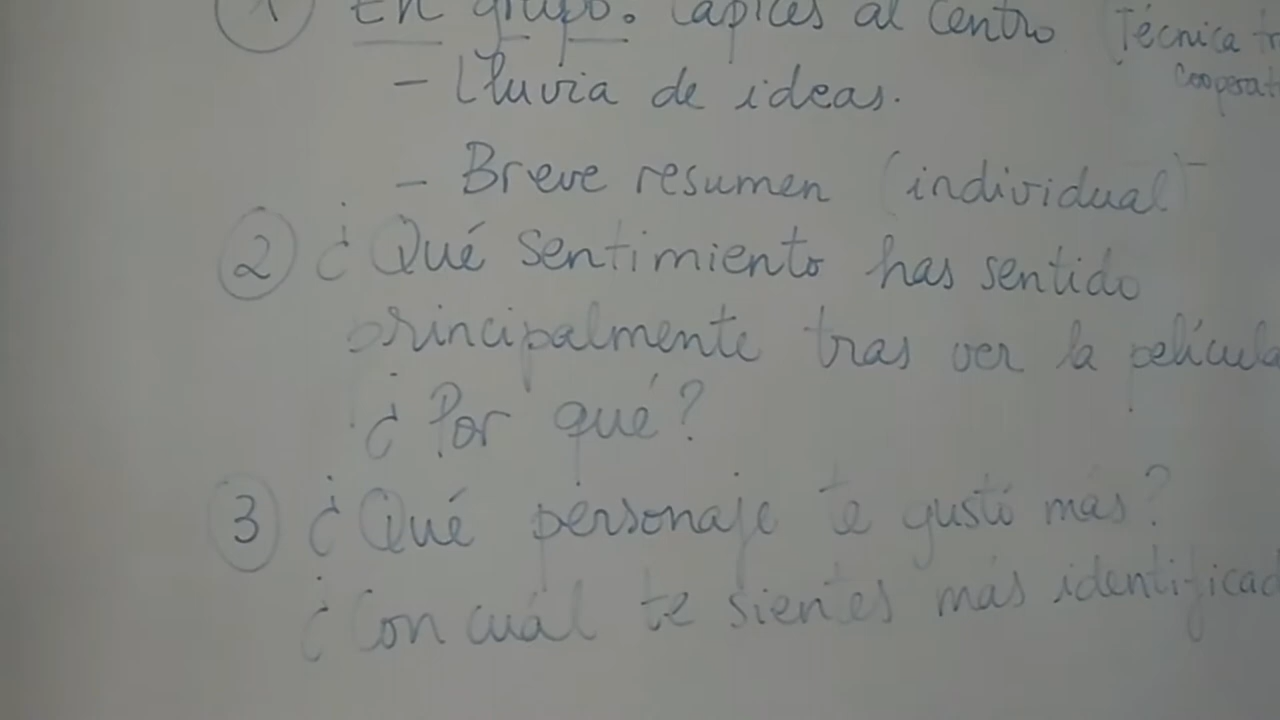 1 En grupo. Lápices al centro Técnica
- Lluvia de ideas.
- Breve resumen (individual)
2 ¿Qué sentimiento has sentido
principalmente tras ver la película
¿Por qué?
3 ¿Qué personaje te gustó más?
¿Con cuál te sientes más identificad